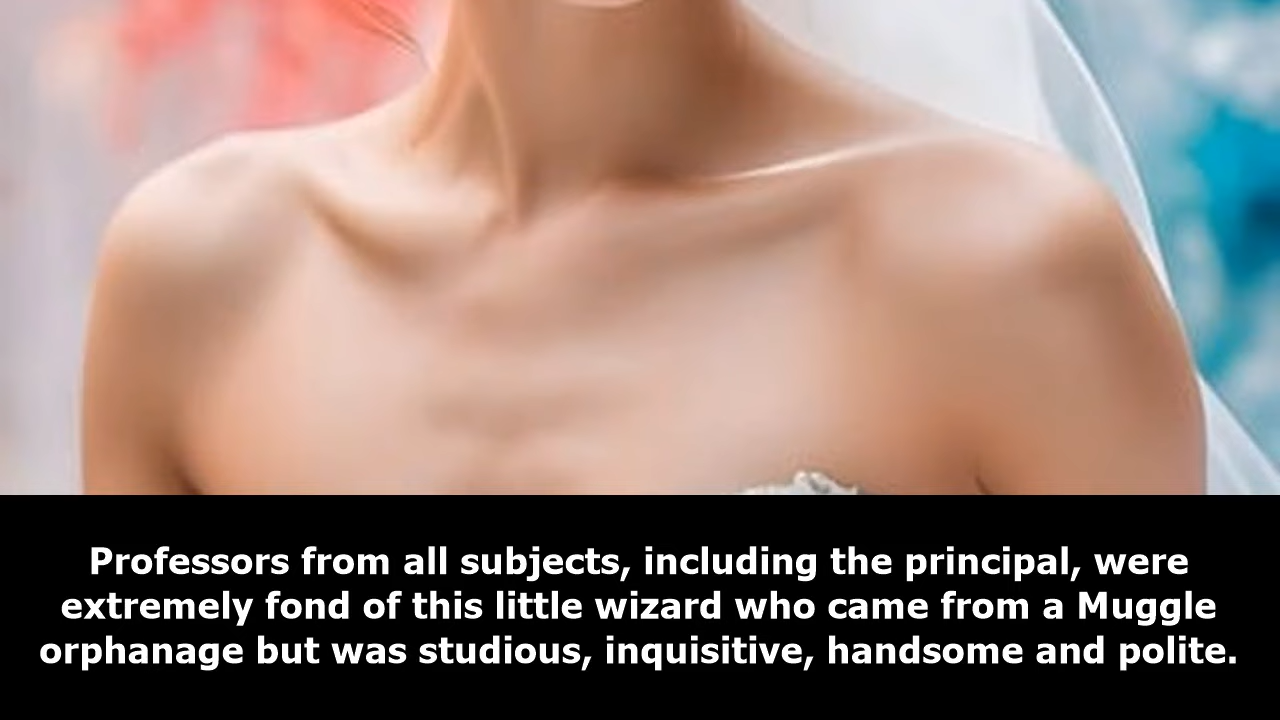 Professors from all subjects, including the principal, were
extremely fond of this little wizard who came from a Muggle
orphanage but was studious, inquisitive, handsome and polite.